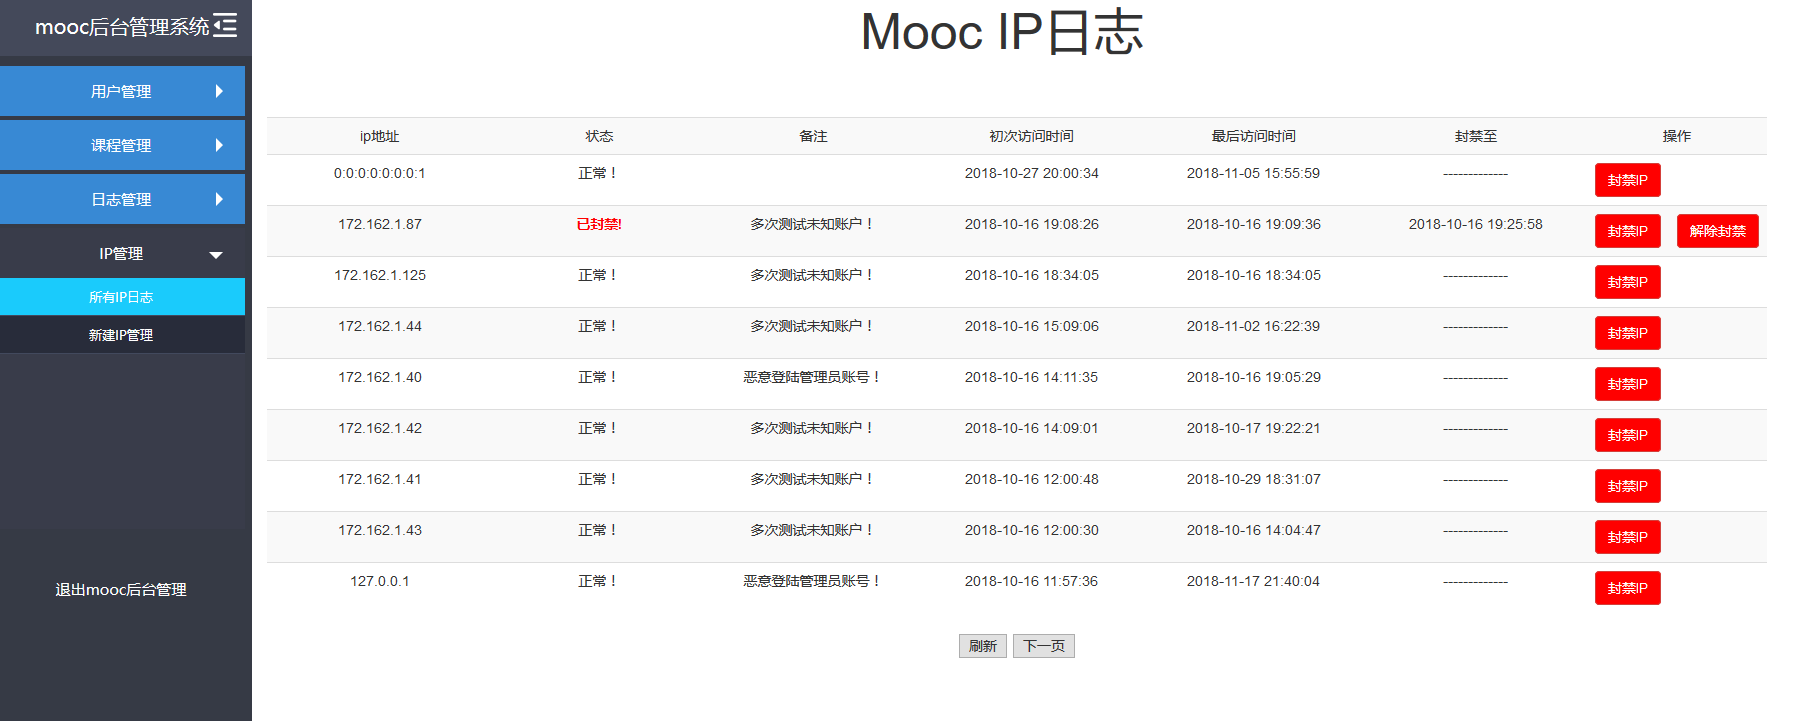 mooc后台管理系统
用户管理
课程管理
日志管理
IP管理
所有IP日志
新建IP管理
退出mooc后台管理
Mooc IP日志
ip地址 状态 备注 初次访问时间 最后访问时间 封禁至 操作
0:0:0:0:0:0:0:1 正常！ 2018-10-27 20:00:34 2018-11-05 15:55:59 ------------- 封禁IP
172.162.1.87 已封禁! 多次测试未知账户！ 2018-10-16 19:08:26 2018-10-16 19:09:36 2018-10-16 19:25:58 封禁IP 解除封禁
172.162.1.125 正常！ 多次测试未知账户！ 2018-10-16 18:34:05 2018-10-16 18:34:05 ------------- 封禁IP
172.162.1.44 正常！ 多次测试未知账户！ 2018-10-16 15:09:06 2018-11-02 16:22:39 ------------- 封禁IP
172.162.1.40 正常！ 恶意登陆管理员账号！ 2018-10-16 14:11:35 2018-10-16 19:05:29 ------------- 封禁IP
172.162.1.42 正常！ 多次测试未知账户！ 2018-10-16 14:09:01 2018-10-17 19:22:21 ------------- 封禁IP
172.162.1.41 正常！ 多次测试未知账户！ 2018-10-16 12:00:48 2018-10-29 18:31:07 ------------- 封禁IP
172.162.1.43 正常！ 多次测试未知账户！ 2018-10-16 12:00:30 2018-10-16 14:04:47 ------------- 封禁IP
127.0.0.1 正常！ 恶意登陆管理员账号！ 2018-10-16 11:57:36 2018-11-17 21:40:04 ------------- 封禁IP
刷新 下一页